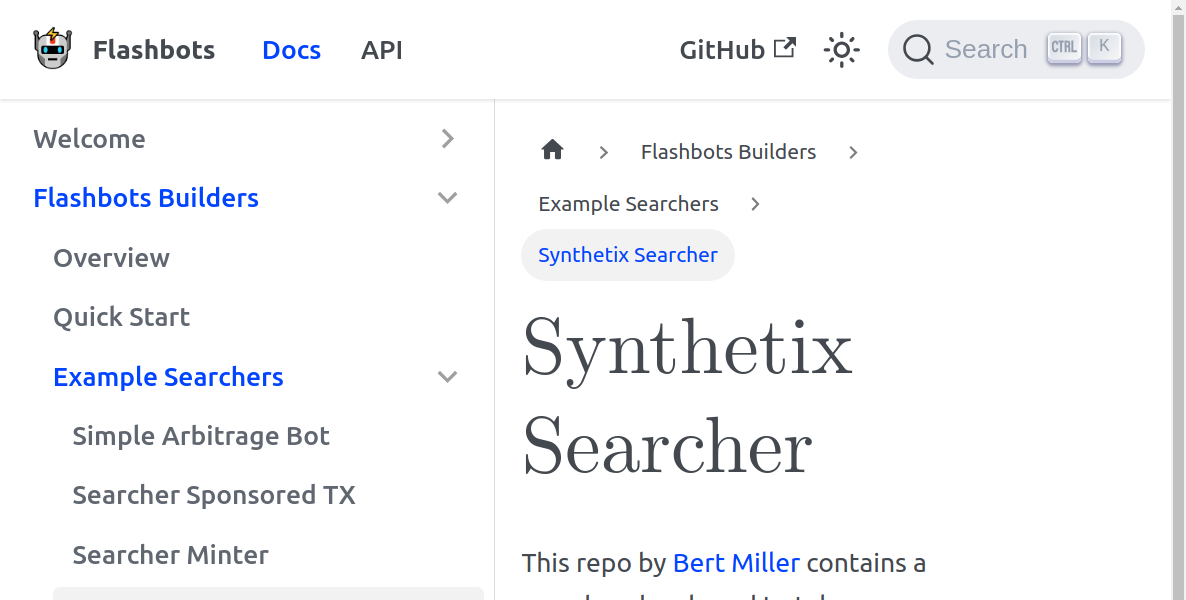 Flashbots Docs API GitHub Search CTRL K
Welcome
Flashbots Builders
Overview
Quick Start
Example Searchers
Simple Arbitrage Bot
Searcher Sponsored TX
Searcher Minter
Flashbots Builders
Example Searchers
Synthetix Searcher
Synthetix
Searcher
This repo by Bert Miller contains a